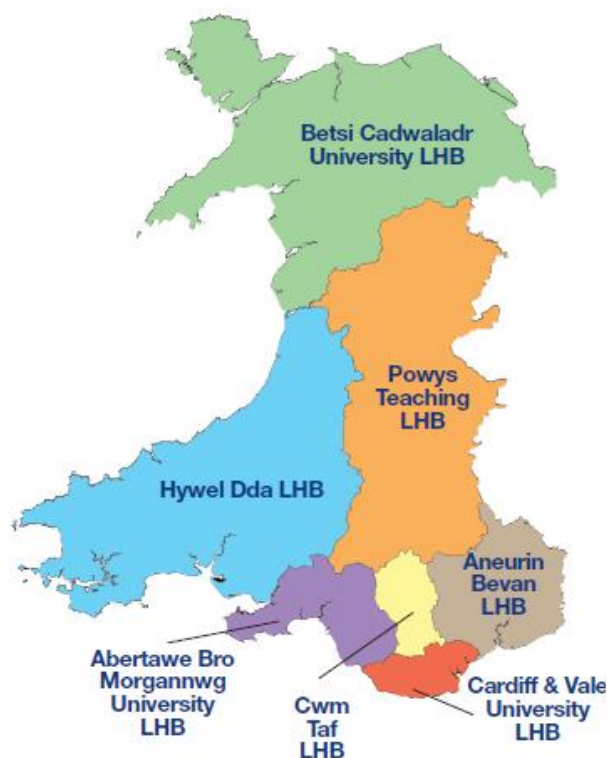 Betsi Cadwaladr
University LHB
Powys
Teaching
LHB
Hywel Dda LHB
Aneurin
Bevan
LHB
Abertawe Bro
Morgannwg
University
LHB
Cwm
Taf
LHB
Cardiff & Vale
University
LHB